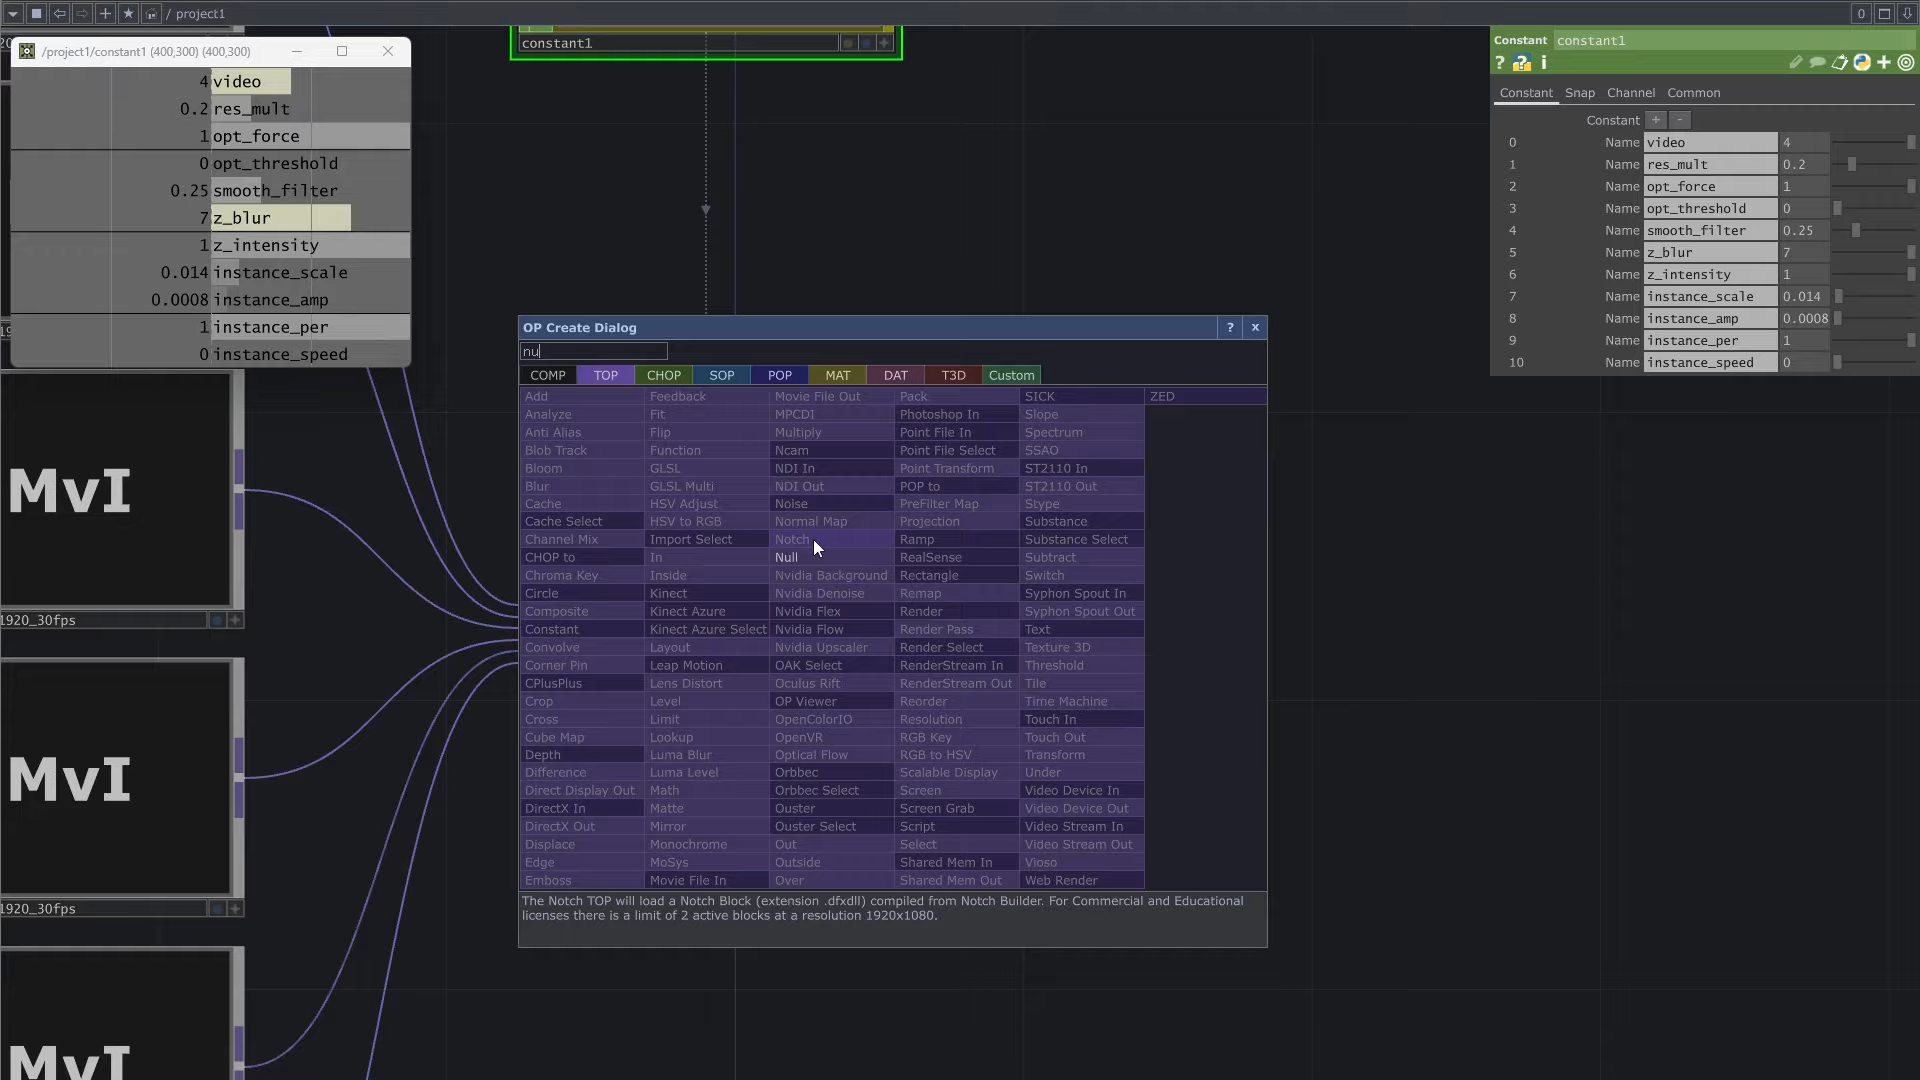 / project1
0
/project1/constant1 (400,300) (400,300)
4 video
0.2 res_mult
1 opt_force
0 opt_threshold
0.25 smooth_filter
7 z_blur
1 z_intensity
0.014 instance_scale
0.0008 instance_amp
1 instance_per
0 instance_speed
constant1
Constant constant1
? ? i
Constant Snap Channel Common
Constant + -
0 Name video 4
1 Name res_mult 0.2
2 Name opt_force 1
3 Name opt_threshold 0
4 Name smooth_filter 0.25
5 Name z_blur 7
6 Name z_intensity 1
7 Name instance_scale 0.014
8 Name instance_amp 0.0008
9 Name instance_per 1
10 Name instance_speed 0
MvI
1920_30fps
MvI
1920_30fps
MvI
OP Create Dialog ? x
nu
COMP TOP CHOP SOP POP MAT DAT T3D Custom
Add Feedback Movie File Out Pack SICK ZED
Analyze Fit MPCDI Photoshop In Slope
Anti Alias Flip Multiply Point File In Spectrum
Blob Track Function Ncam Point File Select SSAO
Bloom GLSL NDI In Point Transform ST2110 In
Blur GLSL Multi NDI Out POP to ST2110 Out
Cache HSV Adjust Noise PreFilter Map Stype
Cache Select HSV to RGB Normal Map Projection Substance
Channel Mix Import Select Notch Ramp Substance Select
CHOP to In Null RealSense Subtract
Chroma Key Inside Nvidia Background Rectangle Switch
Circle Kinect Nvidia Denoise Remap Syphon Spout In
Composite Kinect Azure Nvidia Flex Render Syphon Spout Out
Constant Kinect Azure Select Nvidia Flow Render Pass Text
Convolve Layout Nvidia Upscaler Render Select Texture 3D
Corner Pin Leap Motion OAK Select RenderStream In Threshold
CPlusPlus Lens Distort Oculus Rift RenderStream Out Tile
Crop Level OP Viewer Reorder Time Machine
Cross Limit OpenColorIO Resolution Touch In
Cube Map Lookup OpenVR RGB Key Touch Out
Depth Luma Blur Optical Flow RGB to HSV Transform
Difference Luma Level Orbbec Scalable Display Under
Direct Display Out Math Orbbec Select Screen Video Device In
DirectX In Matte Ouster Screen Grab Video Device Out
DirectX Out Mirror Ouster Select Script Video Stream In
Displace Monochrome Out Select Video Stream Out
Edge MoSys Outside Shared Mem In Vioso
Emboss Movie File In Over Shared Mem Out Web Render
The Notch TOP will load a Notch Block (extension .dfxdll) compiled from Notch Builder. For Commercial and Educational
licenses there is a limit of 2 active blocks at a resolution 1920x1080.